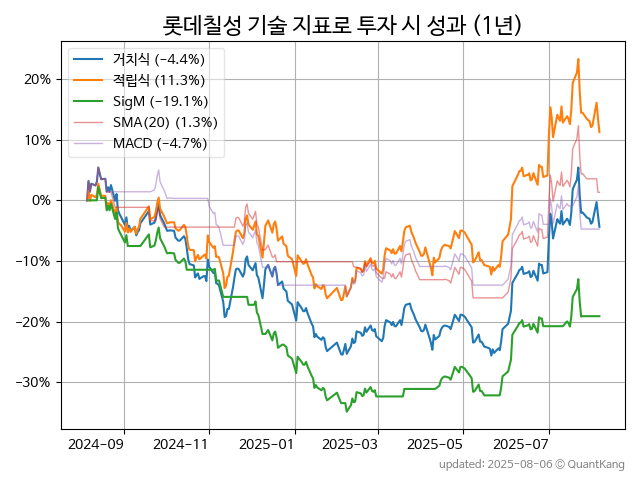 롯데칠성 기술 지표로 투자 시 성과 (1년)
거치식 (−4.4%)
적립식 (11.3%)
SigM (−19.1%)
SMA(20) (1.3%)
MACD (−4.7%)
20%
10%
0%
−10%
−20%
−30%
2024−09
2024−11
2025−01
2025−03
2025−05
2025−07
updated: 2025-08-06 © QuantKang